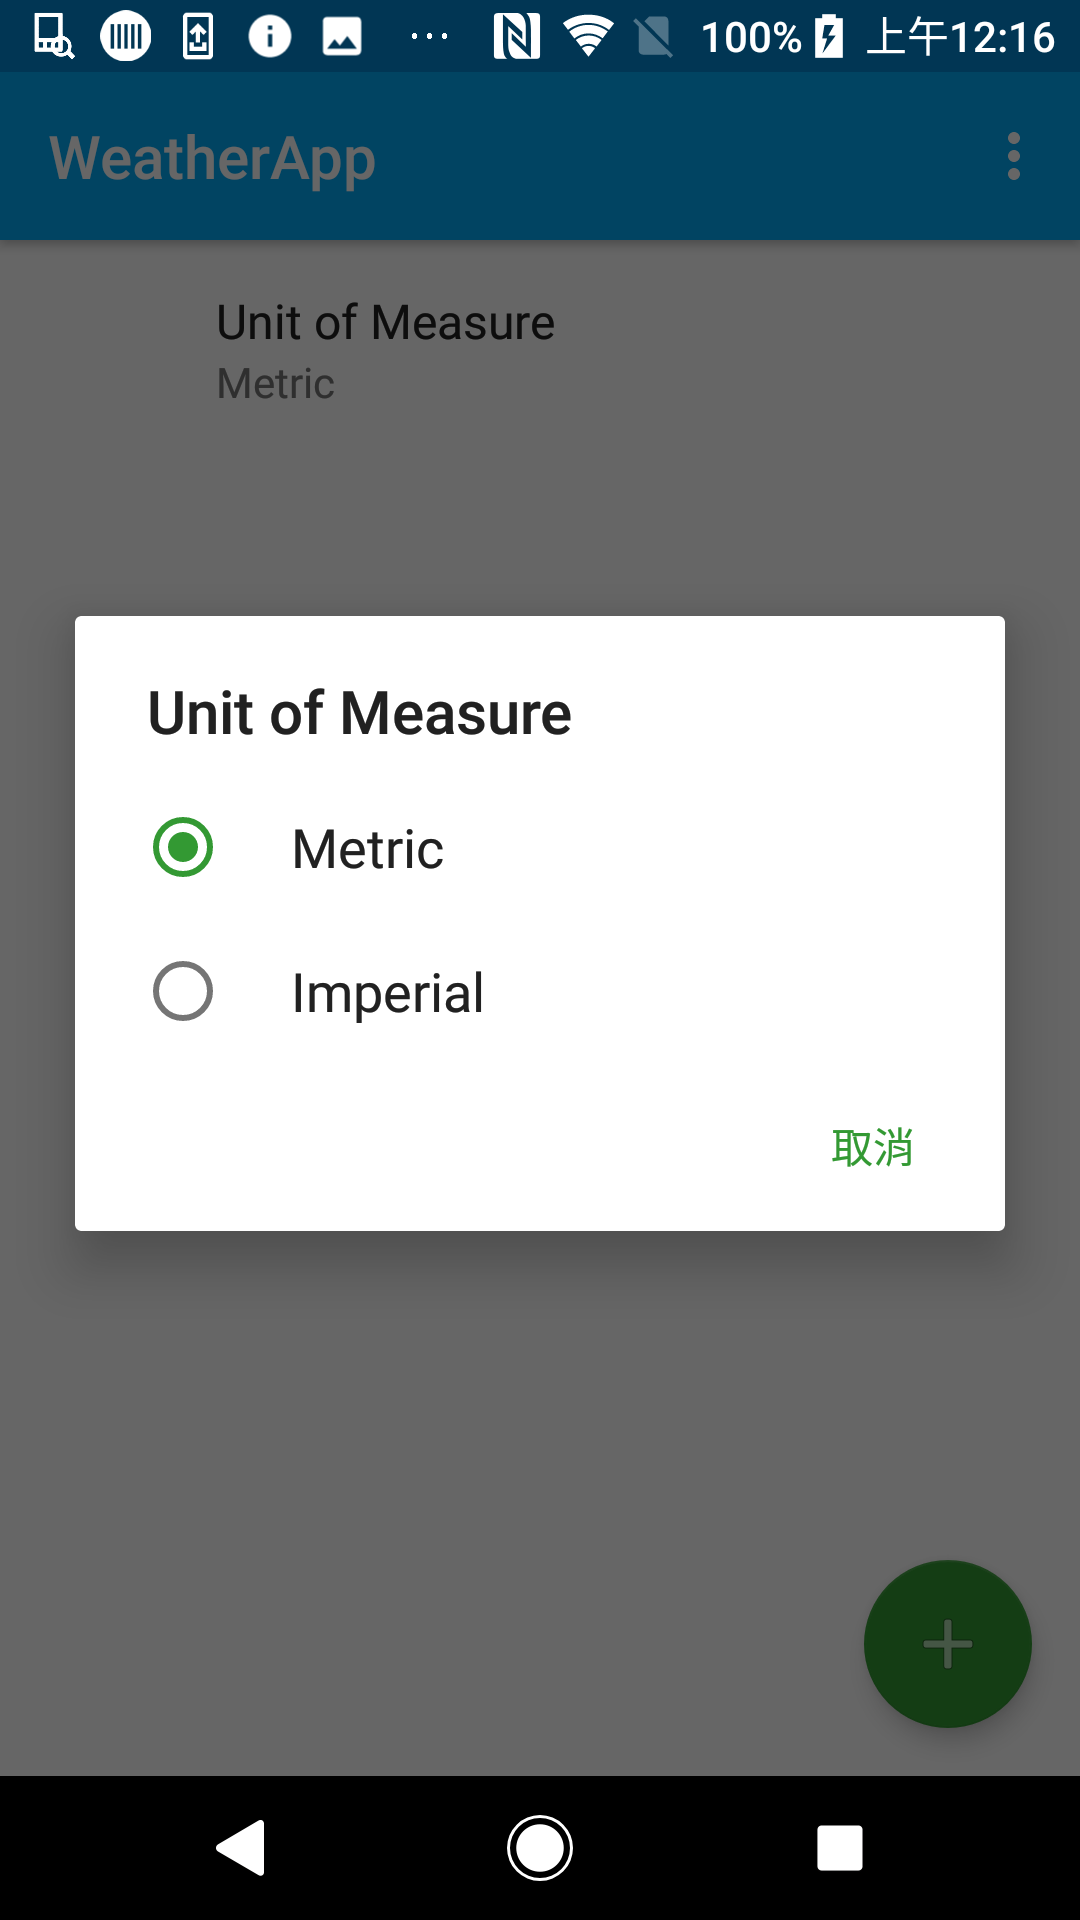 100% 上午12:16
WeatherApp
Unit of Measure
Metric
Unit of Measure
Metric
Imperial
取消